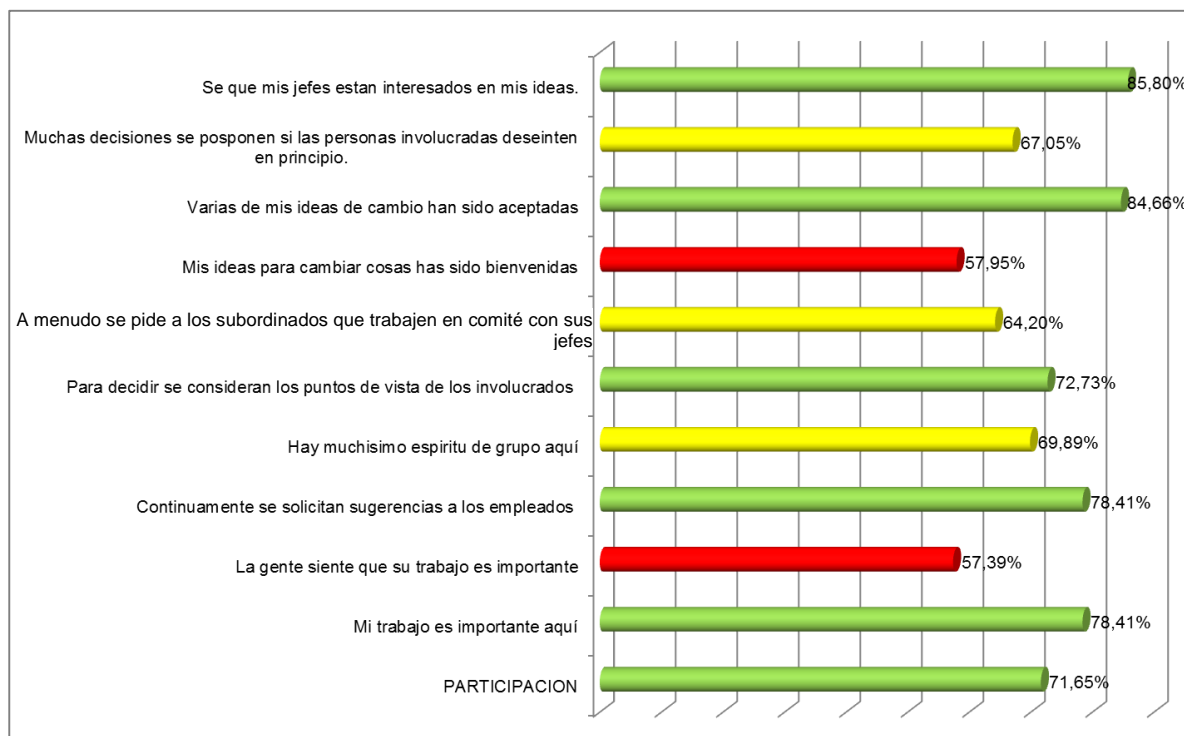 Se que mis jefes estan interesados en mis ideas.
85,80%
Muchas decisiones se posponen si las personas involucradas deseinten
en principio.
67,05%
Varias de mis ideas de cambio han sido aceptadas
84,66%
Mis ideas para cambiar cosas has sido bienvenidas
57,95%
A menudo se pide a los subordinados que trabajen en comité con sus
jefes
64,20%
Para decidir se consideran los puntos de vista de los involucrados
72,73%
Hay muchisimo espiritu de grupo aquí
69,89%
Continuamente se solicitan sugerencias a los empleados
78,41%
La gente siente que su trabajo es importante
57,39%
Mi trabajo es importante aquí
78,41%
PARTICIPACION
71,65%